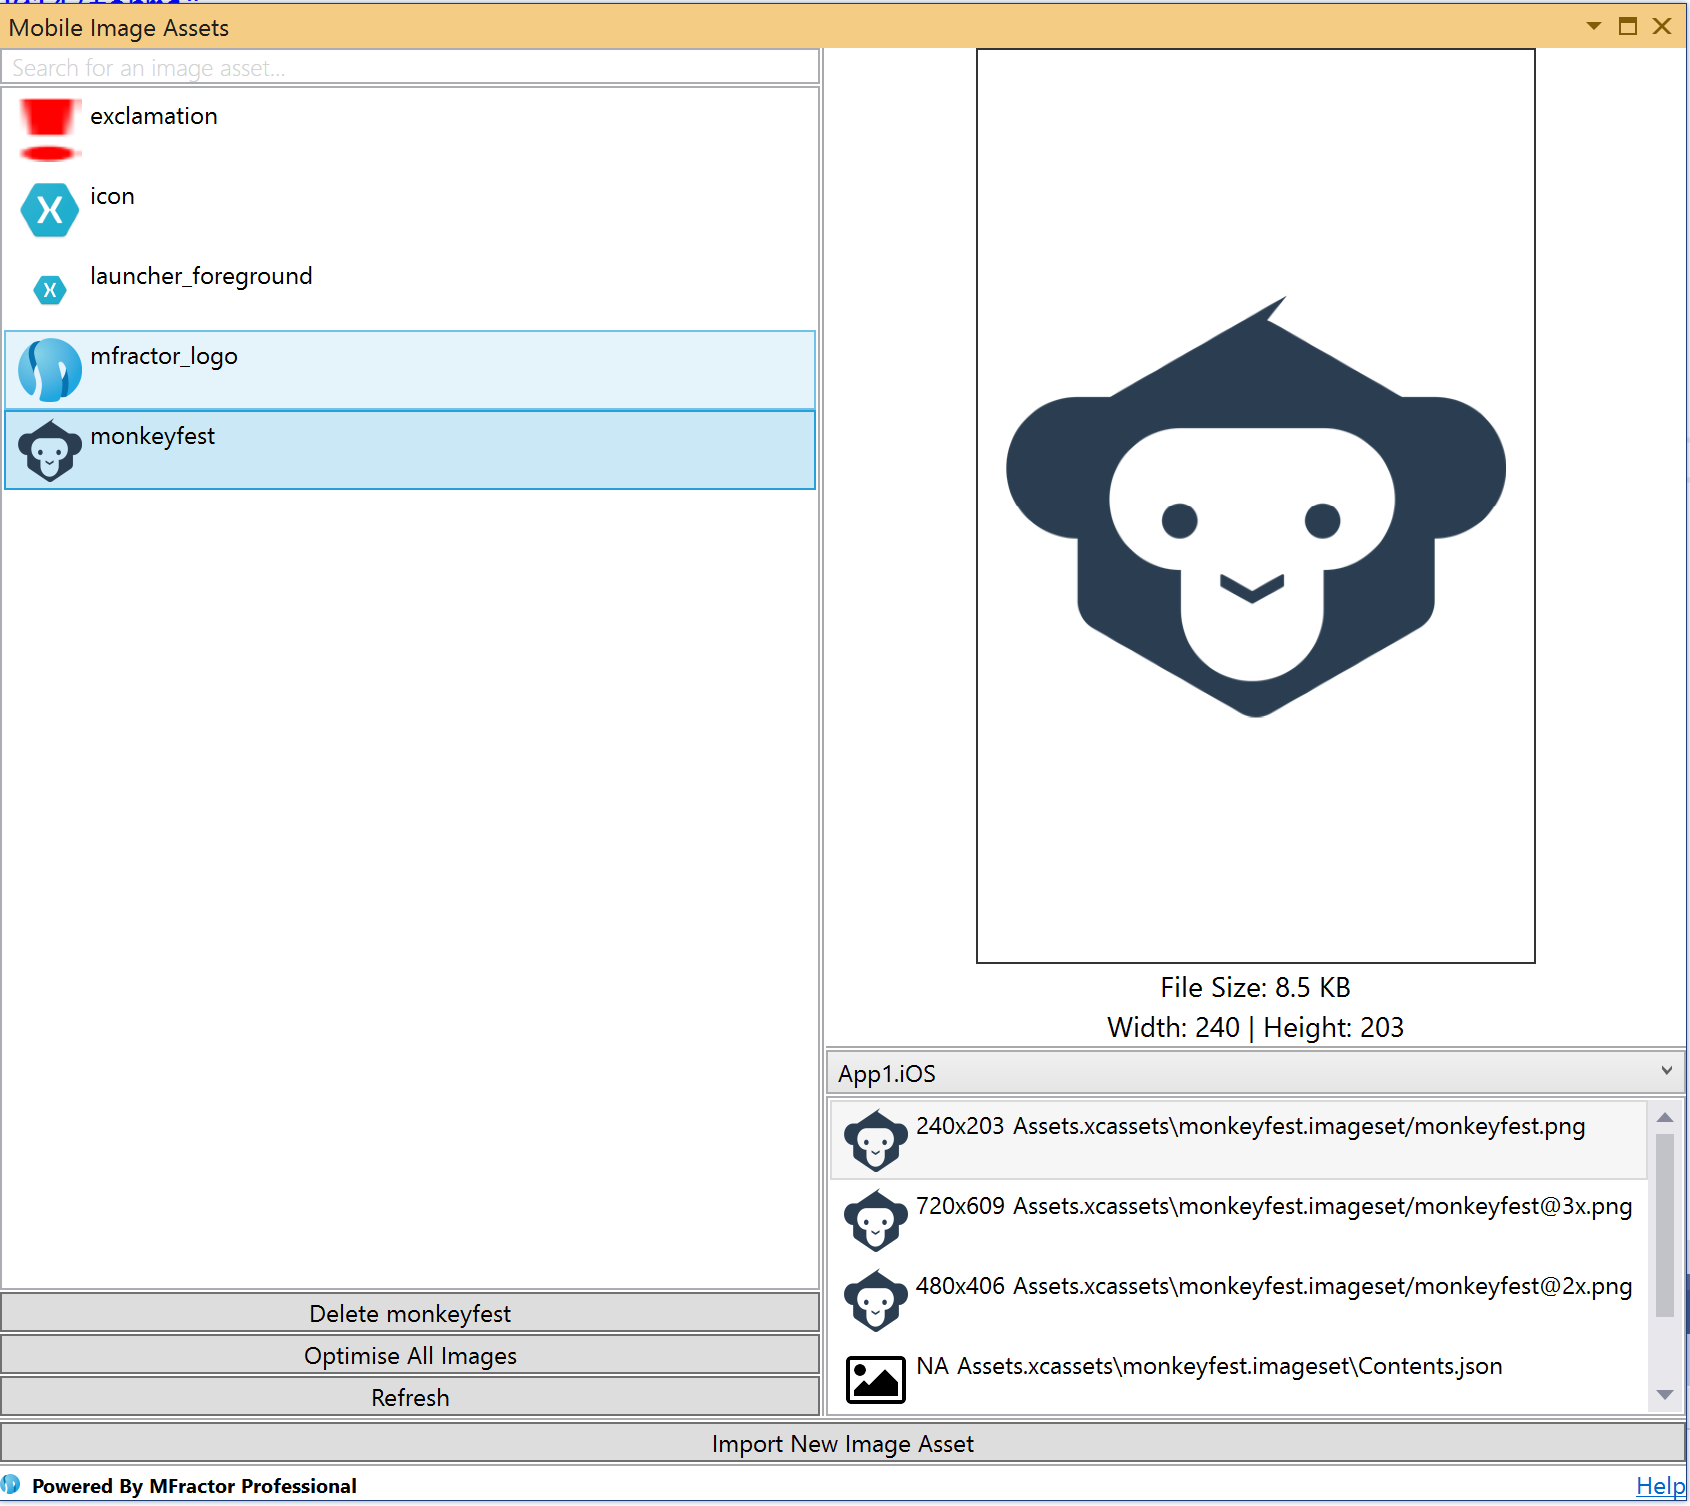 Mobile Image Assets
Search for an image asset...
exclamation
icon
launcher_foreground
mfractor_logo
monkeyfest
File Size: 8.5 KB
Width: 240 | Height: 203
App1.iOS
240x203 Assets.xcassets\monkeyfest.imageset/monkeyfest.png
720x609 Assets.xcassets\monkeyfest.imageset/monkeyfest@3x.png
480x406 Assets.xcassets\monkeyfest.imageset/monkeyfest@2x.png
NA Assets.xcassets\monkeyfest.imageset\Contents.json
Delete monkeyfest
Optimise All Images
Refresh
Import New Image Asset
Powered By MFractor Professional
Help